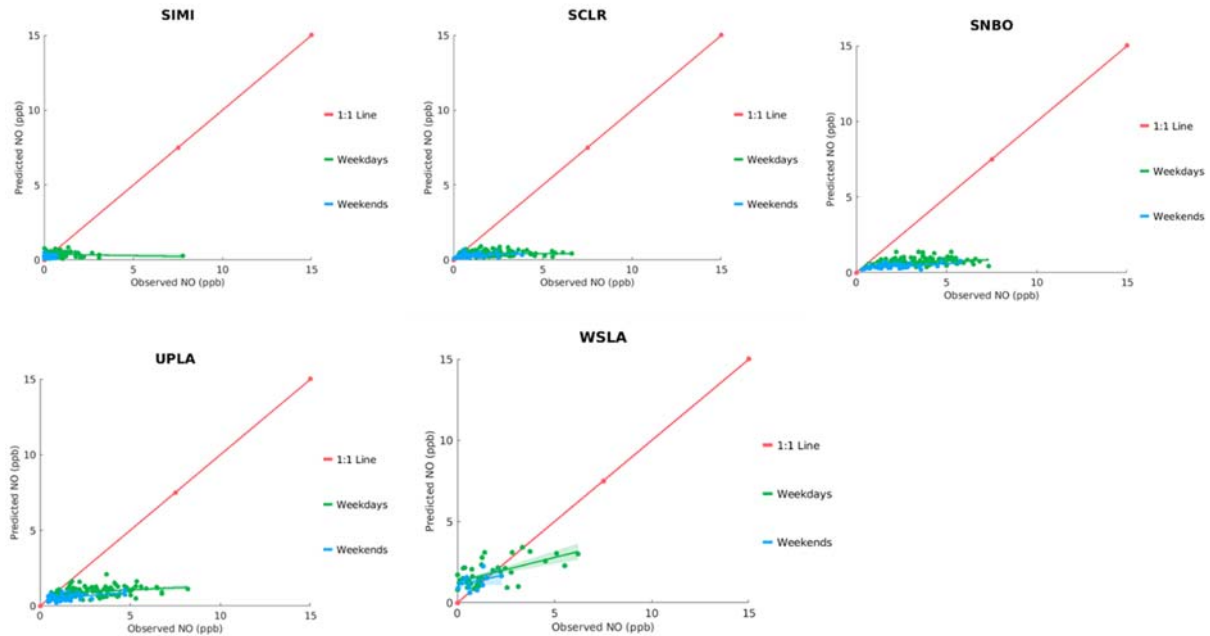 SIMI
15
10
5
0
Predicted NO (ppb)
0 5 10 15
Observed NO (ppb)
1:1 Line
Weekdays
Weekends
SCLR
15
10
5
0
Predicted NO (ppb)
0 5 10 15
Observed NO (ppb)
1:1 Line
Weekdays
Weekends
SNBO
15
10
5
0
Predicted NO (ppb)
0 5 10 15
Observed NO (ppb)
1:1 Line
Weekdays
Weekends
UPLA
15
10
5
0
Predicted NO (ppb)
0 5 10 15
Observed NO (ppb)
1:1 Line
Weekdays
Weekends
WSLA
15
10
5
0
Predicted NO (ppb)
0 5 10 15
Observed NO (ppb)
1:1 Line
Weekdays
Weekends